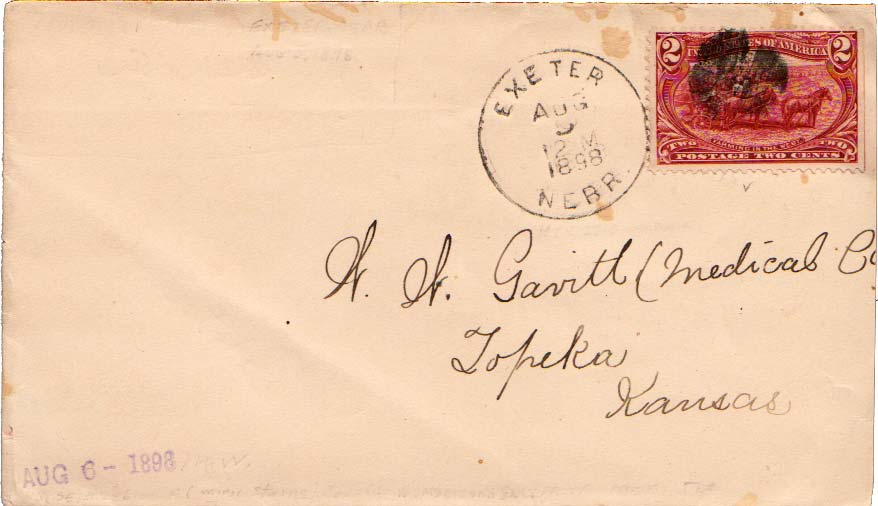 EXETER
AUG
12 M
1898
NEBR.
2 UNITED STATES OF AMERICA 2
FARMING IN THE WEST
TWO TWO
POSTAGE TWO CENTS
W. W. Gavitt (Medical Co
Topeka
Kansas
AUG 6 - 1898